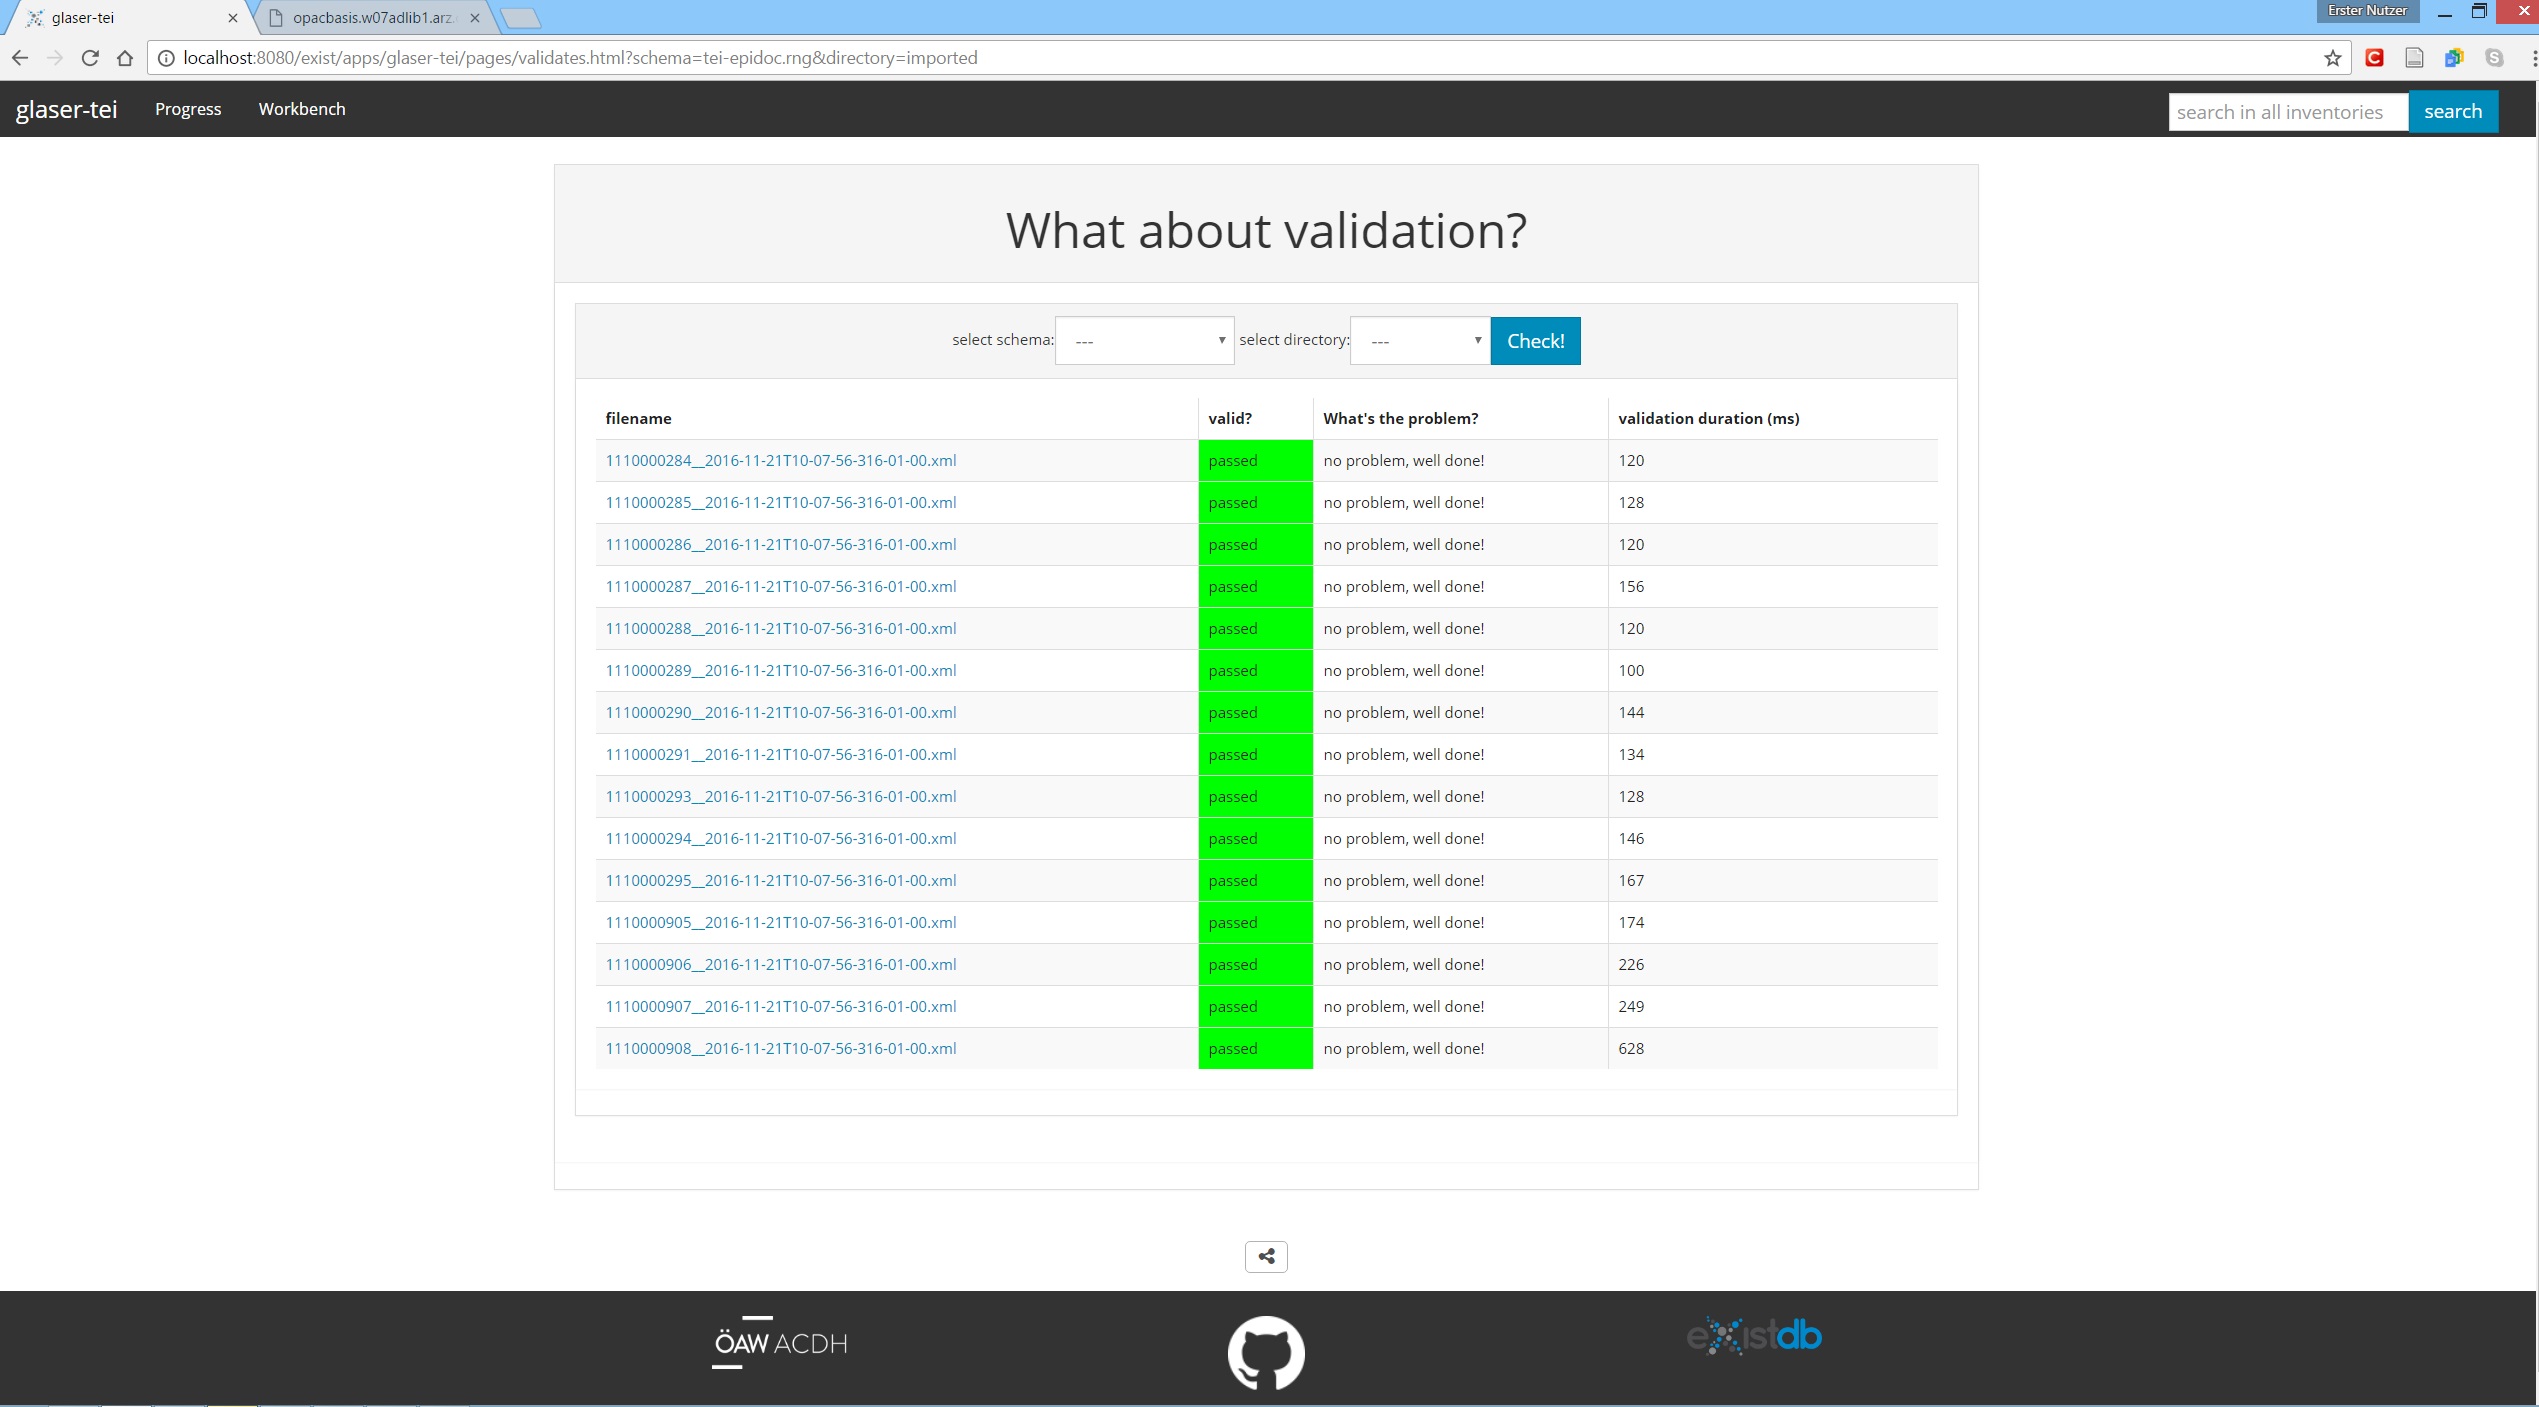 glaser-tei
opacbasis.w07adlib1.arz.
Erster Nutzer
localhost:8080/exist/apps/glaser-tei/pages/validates.html?schema=tei-epidoc.rng&directory=imported
glaser-tei Progress Workbench search in all inventories search
What about validation?
select schema: --- select directory: --- Check!
filename valid? What's the problem? validation duration (ms)
1110000284__2016-11-21T10-07-56-316-01-00.xml passed no problem, well done! 120
1110000285__2016-11-21T10-07-56-316-01-00.xml passed no problem, well done! 128
1110000286__2016-11-21T10-07-56-316-01-00.xml passed no problem, well done! 120
1110000287__2016-11-21T10-07-56-316-01-00.xml passed no problem, well done! 156
1110000288__2016-11-21T10-07-56-316-01-00.xml passed no problem, well done! 120
1110000289__2016-11-21T10-07-56-316-01-00.xml passed no problem, well done! 100
1110000290__2016-11-21T10-07-56-316-01-00.xml passed no problem, well done! 144
1110000291__2016-11-21T10-07-56-316-01-00.xml passed no problem, well done! 134
1110000293__2016-11-21T10-07-56-316-01-00.xml passed no problem, well done! 128
1110000294__2016-11-21T10-07-56-316-01-00.xml passed no problem, well done! 146
1110000295__2016-11-21T10-07-56-316-01-00.xml passed no problem, well done! 167
1110000905__2016-11-21T10-07-56-316-01-00.xml passed no problem, well done! 174
1110000906__2016-11-21T10-07-56-316-01-00.xml passed no problem, well done! 226
1110000907__2016-11-21T10-07-56-316-01-00.xml passed no problem, well done! 249
1110000908__2016-11-21T10-07-56-316-01-00.xml passed no problem, well done! 628
ÖAW ACDH
eXistdb